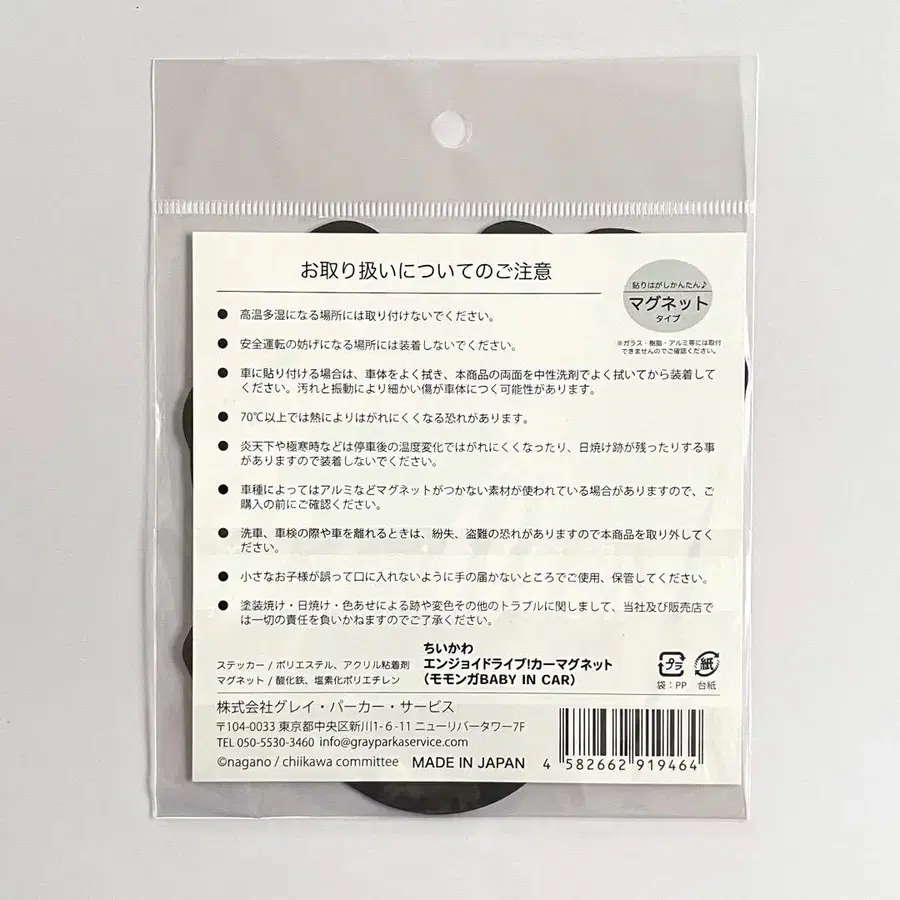 お取り扱いについてのご注意
貼りはがしかんたん♪
マグネット
タイプ
※ガラス・樹脂・アルミ等には取付
できませんのでご確認ください。
● 高温多湿になる場所には取り付けないでください。
● 安全運転の妨げになる場所には装着しないでください。
● 車に貼り付ける場合は、車体をよく拭き、本商品の両面を中性洗剤でよく拭いてから装着して
ください。汚れと振動により細かい傷が車体につく可能性があります。
● 70℃以上では熱によりはがれにくくなる恐れがあります。
● 炎天下や極寒時などは停車後の温度変化ではがれにくくなったり、日焼け跡が残ったりする事
がありますので装着しないでください。
● 車種によってはアルミなどマグネットがつかない素材が使われている場合がありますので、ご
購入の前にご確認ください。
● 洗車、車検の際や車を離れるときは、紛失、盗難の恐れがありますので本商品を取り外してく
ださい。
● 小さなお子様が誤って口に入れないように手の届かないところでご使用、保管してください。
● 塗装焼け・日焼け・色あせによる跡や変色その他のトラブルに関しまして、当社及び販売店で
は一切の責任を負いかねますのでご了承ください。
ステッカー / ポリエステル、アクリル粘着剤
マグネット / 酸化鉄、塩素化ポリエチレン
ちいかわ
エンジョイドライブ!カーマグネット
(モモンガBABY IN CAR)
プラ
袋:PP
紙
台紙
株式会社グレイ・パーカー・サービス
〒104-0033 東京都中央区新川1-6-11 ニューリバータワー7F
TEL 050-5530-3460 info@grayparkaservice.com
©nagano / chiikawa committee MADE IN JAPAN
4 582662 919464